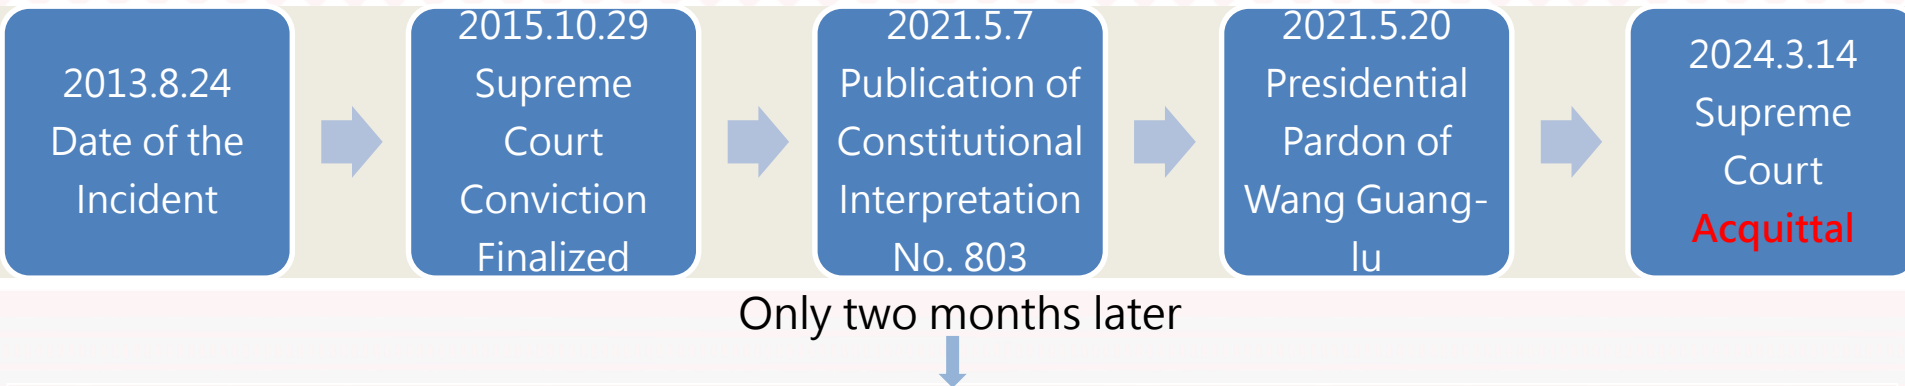 2013.8.24
Date of the
Incident
2015.10.29
Supreme
Court
Conviction
Finalized
2021.5.7
Publication of
Constitutional
Interpretation
No. 803
2021.5.20
Presidential
Pardon of
Wang Guang-
lu
2024.3.14
Supreme
Court
Acquittal
Only two months later